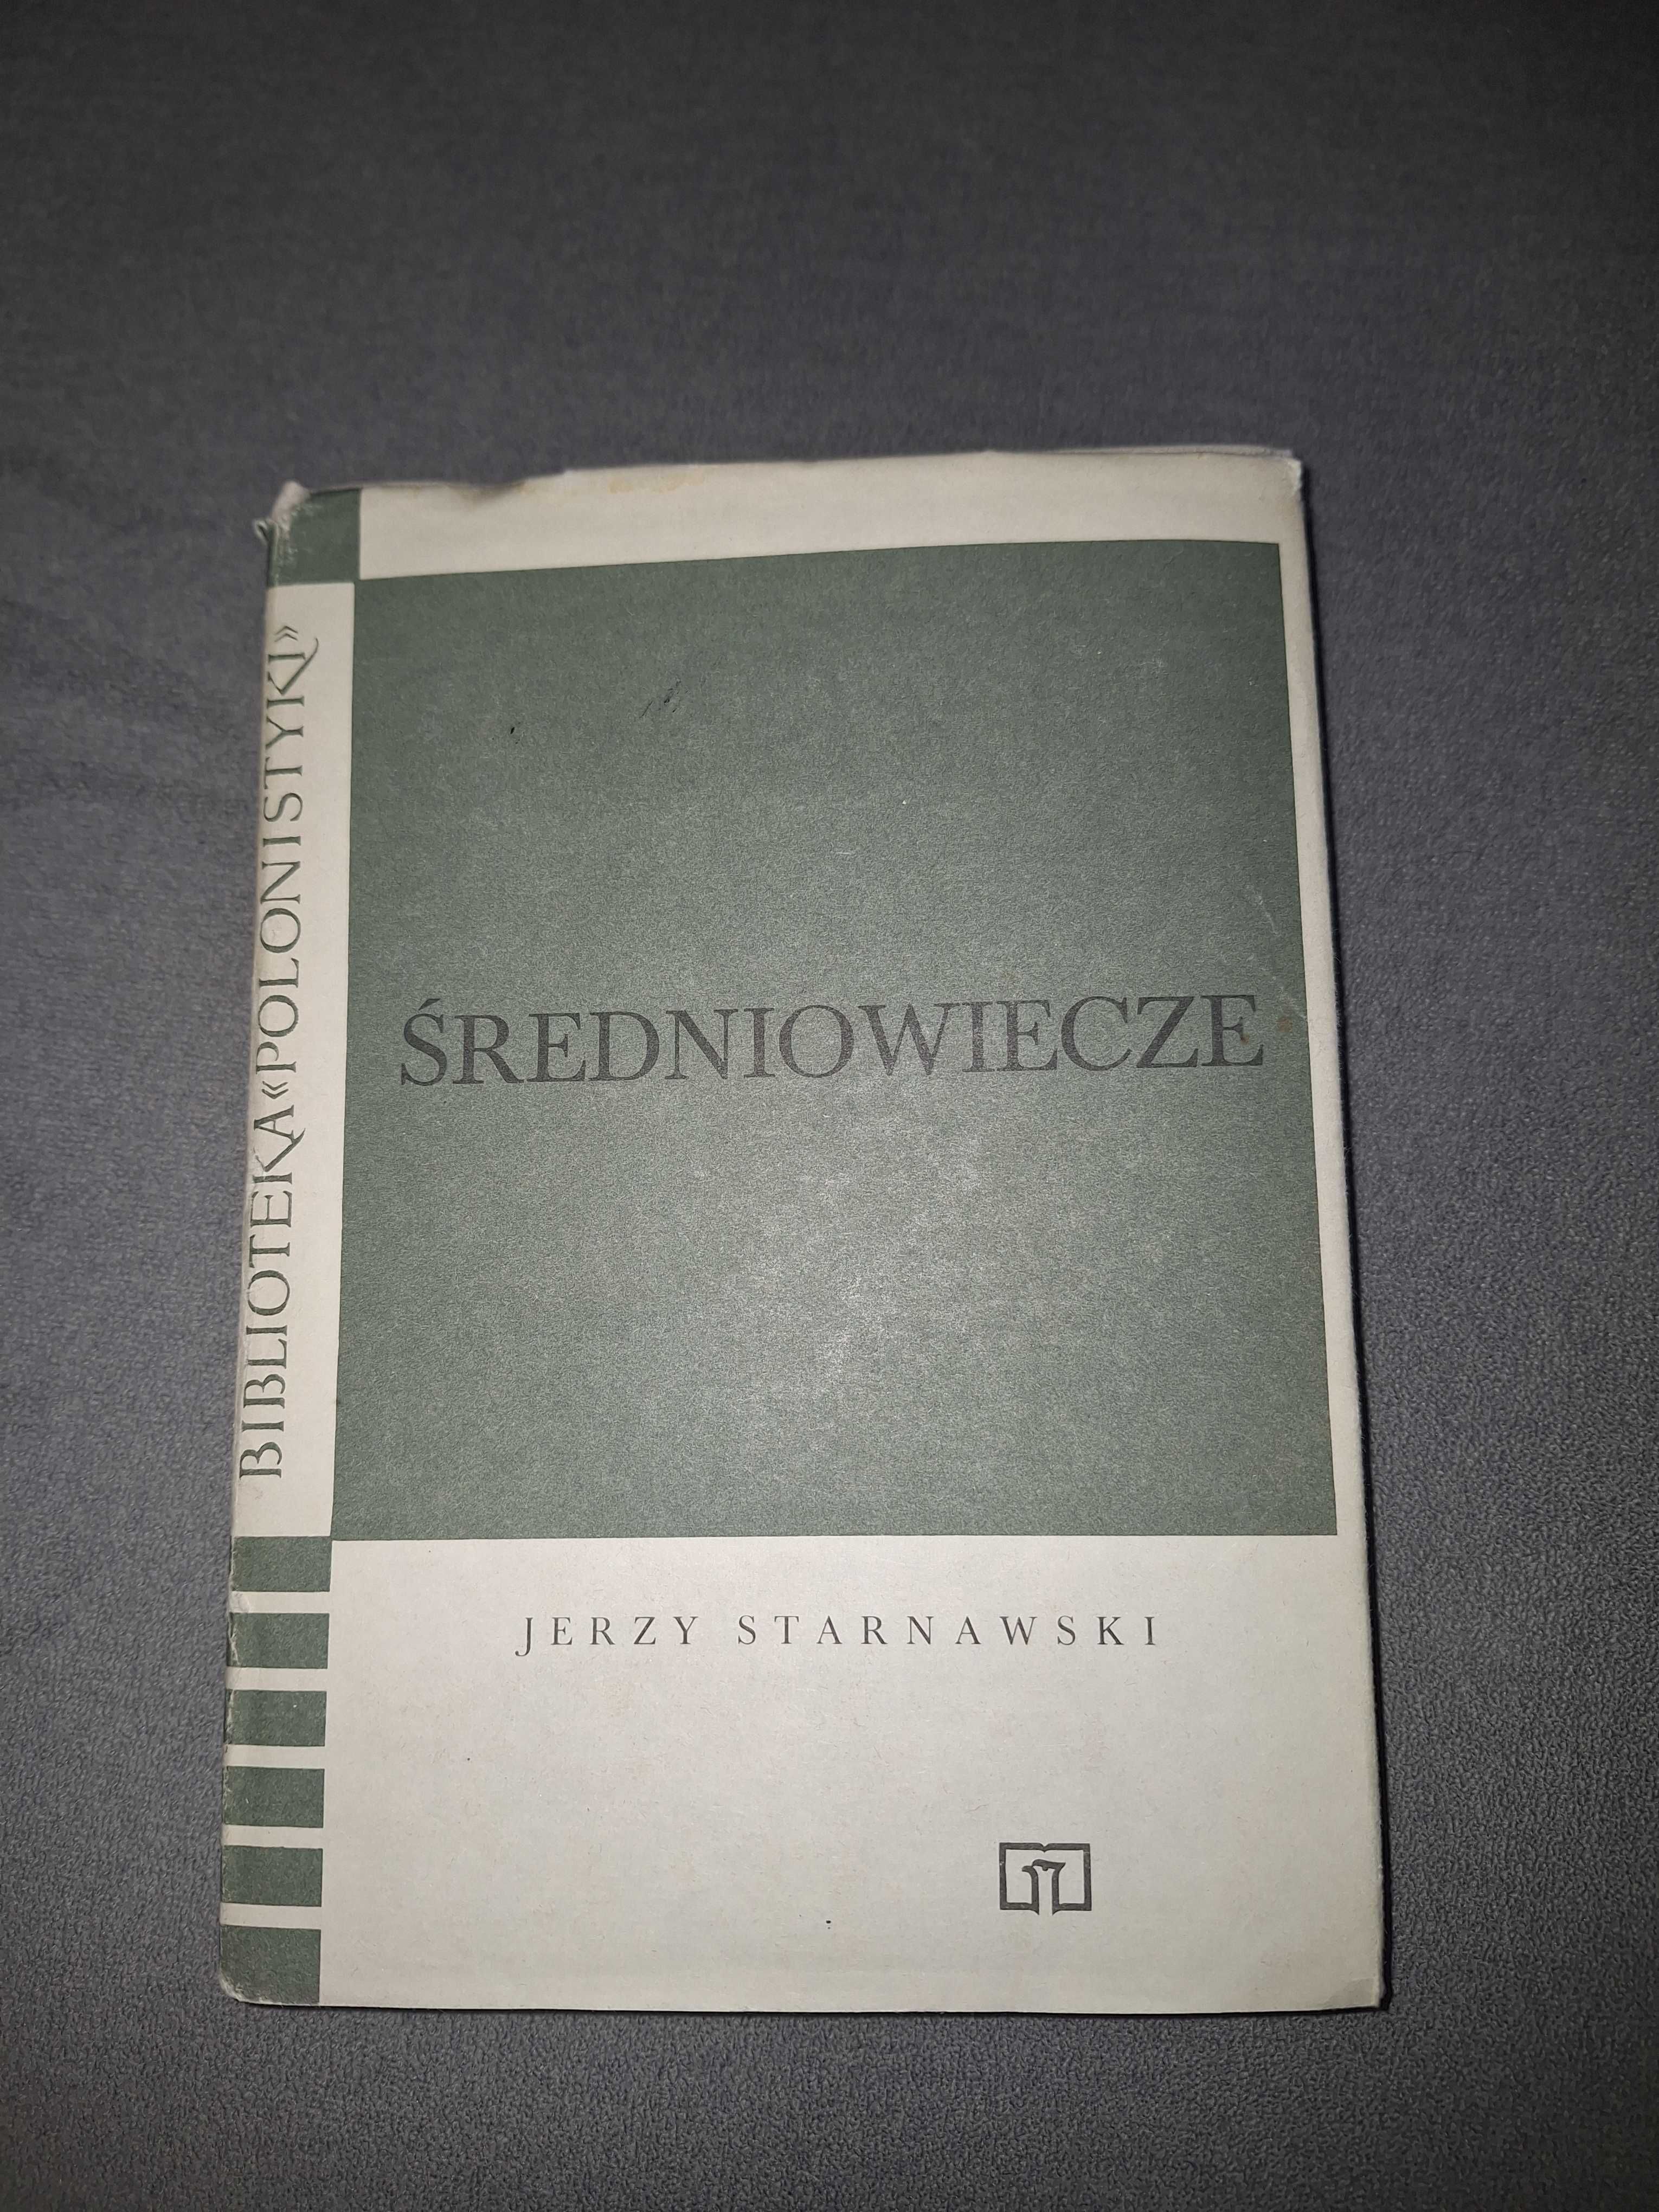 BIBLIOTEKA «POLONISTYKI»
ŚREDNIOWIECZE
JERZY STARNAWSKI